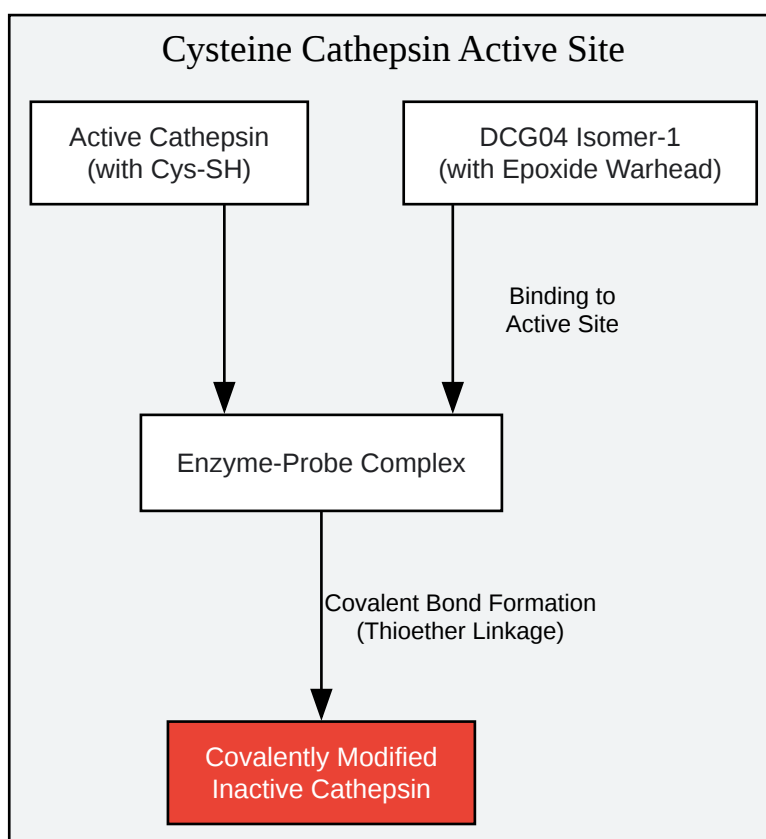 Cysteine Cathepsin Active Site
Active Cathepsin
(with Cys-SH)
DCG04 Isomer-1
(with Epoxide Warhead)
Binding to
Active Site
Enzyme-Probe Complex
Covalent Bond Formation
(Thioether Linkage)
Covalently Modified
Inactive Cathepsin